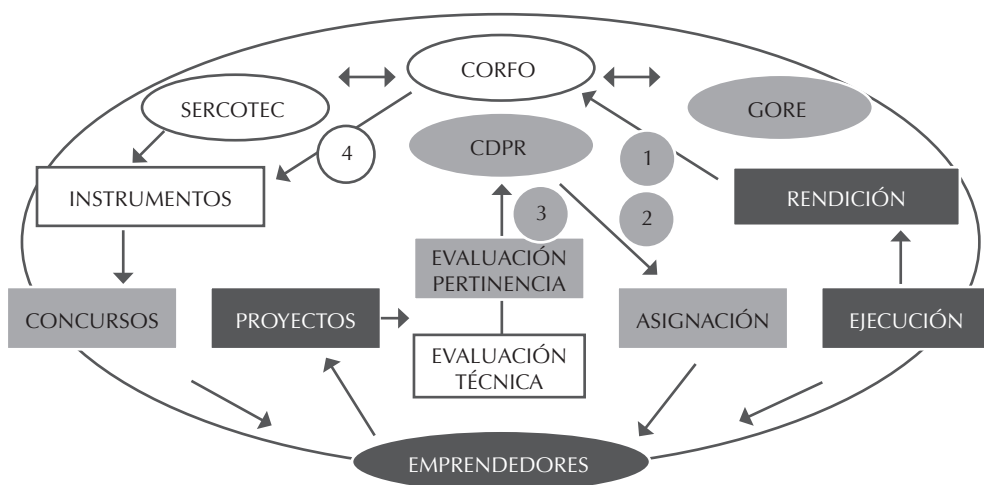 CORFO
SERCOTEC
GORE
CDPR
4
1
INSTRUMENTOS
RENDICIÓN
3
2
EVALUACIÓN
PERTINENCIA
CONCURSOS
PROYECTOS
ASIGNACIÓN
EJECUCIÓN
EVALUACIÓN
TÉCNICA
EMPRENDEDORES